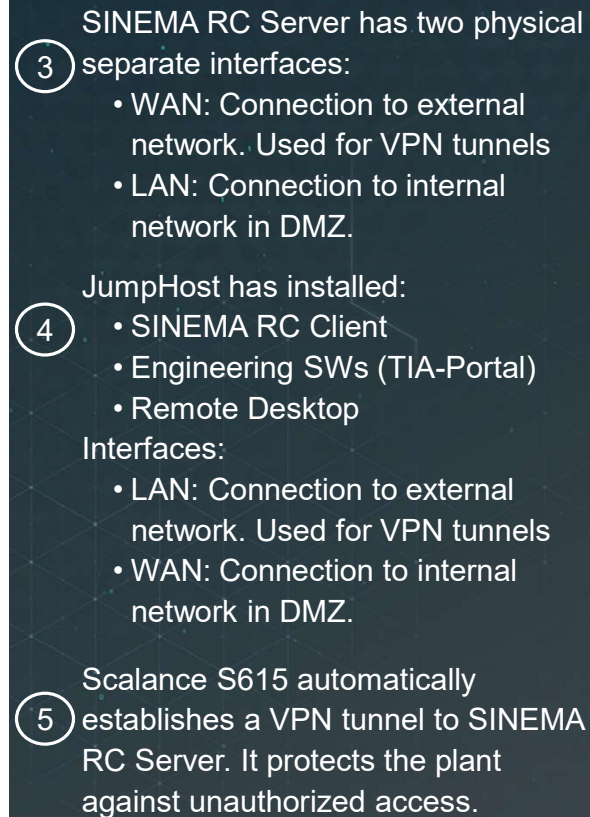 SINEMA RC Server has two physical
3 separate interfaces:
• WAN: Connection to external
network. Used for VPN tunnels
• LAN: Connection to internal
network in DMZ.
JumpHost has installed:
4 • SINEMA RC Client
• Engineering SWs (TIA-Portal)
• Remote Desktop
Interfaces:
• LAN: Connection to external
network. Used for VPN tunnels
• WAN: Connection to internal
network in DMZ.
Scalance S615 automatically
5 establishes a VPN tunnel to SINEMA
RC Server. It protects the plant
against unauthorized access.